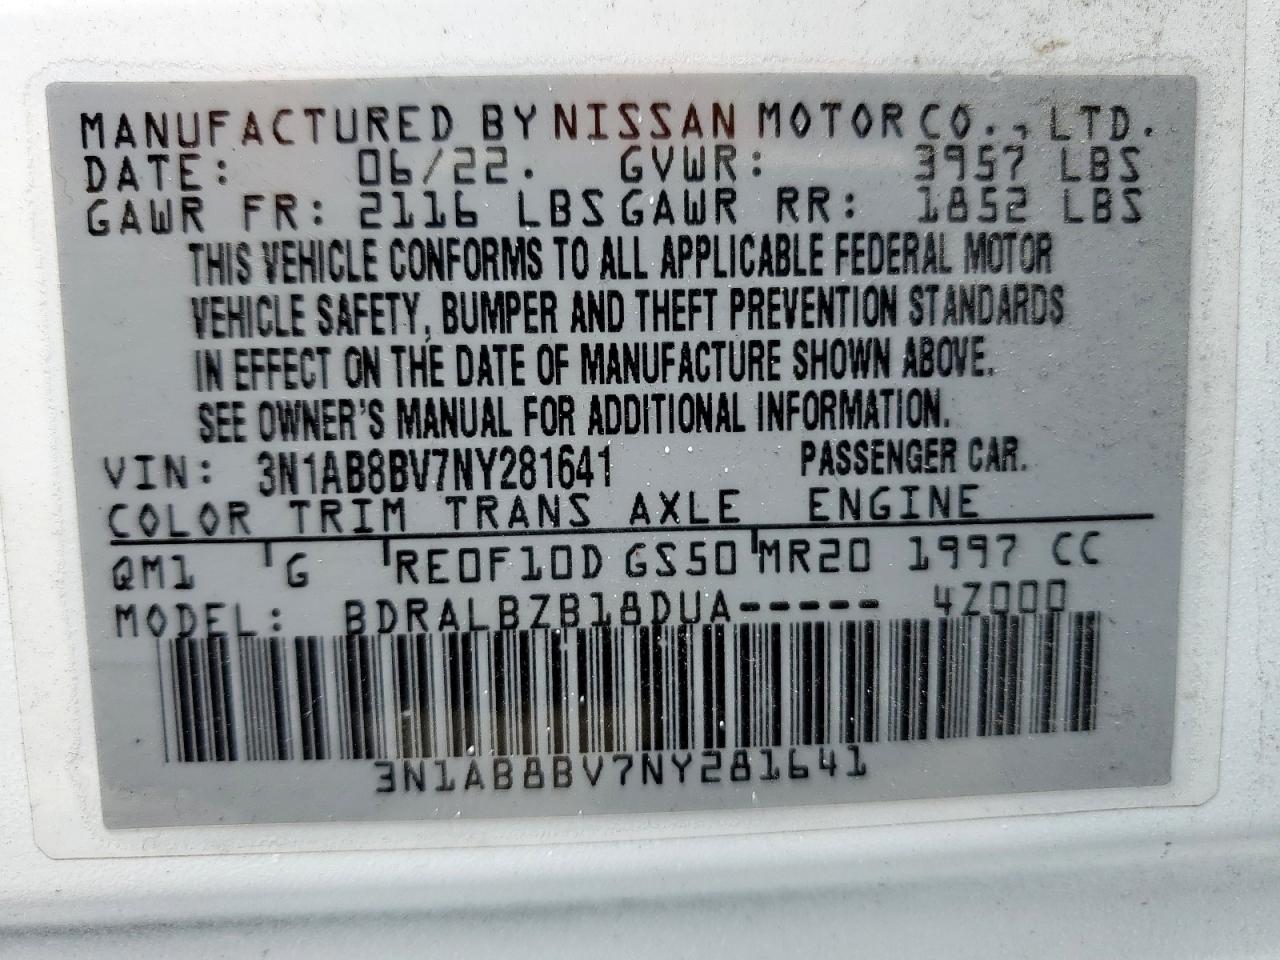 MANUFACTURED BY NISSAN MOTOR CO., LTD.
DATE: 06/22. GVWR: 3957 LBS
GAWR FR: 2116 LBS GAWR RR: 1852 LBS
THIS VEHICLE CONFORMS TO ALL APPLICABLE FEDERAL MOTOR
VEHICLE SAFETY, BUMPER AND THEFT PREVENTION STANDARDS
IN EFFECT ON THE DATE OF MANUFACTURE SHOWN ABOVE.
SEE OWNER'S MANUAL FOR ADDITIONAL INFORMATION.
VIN: 3N1AB8BV7NY281641 PASSENGER CAR.
COLOR TRIM TRANS AXLE ENGINE
QM1 G RE0F10D GS50 MR20 1997 CC
MODEL: BDRALBZB18DUA----- 4Z000
3N1AB8BV7NY281641